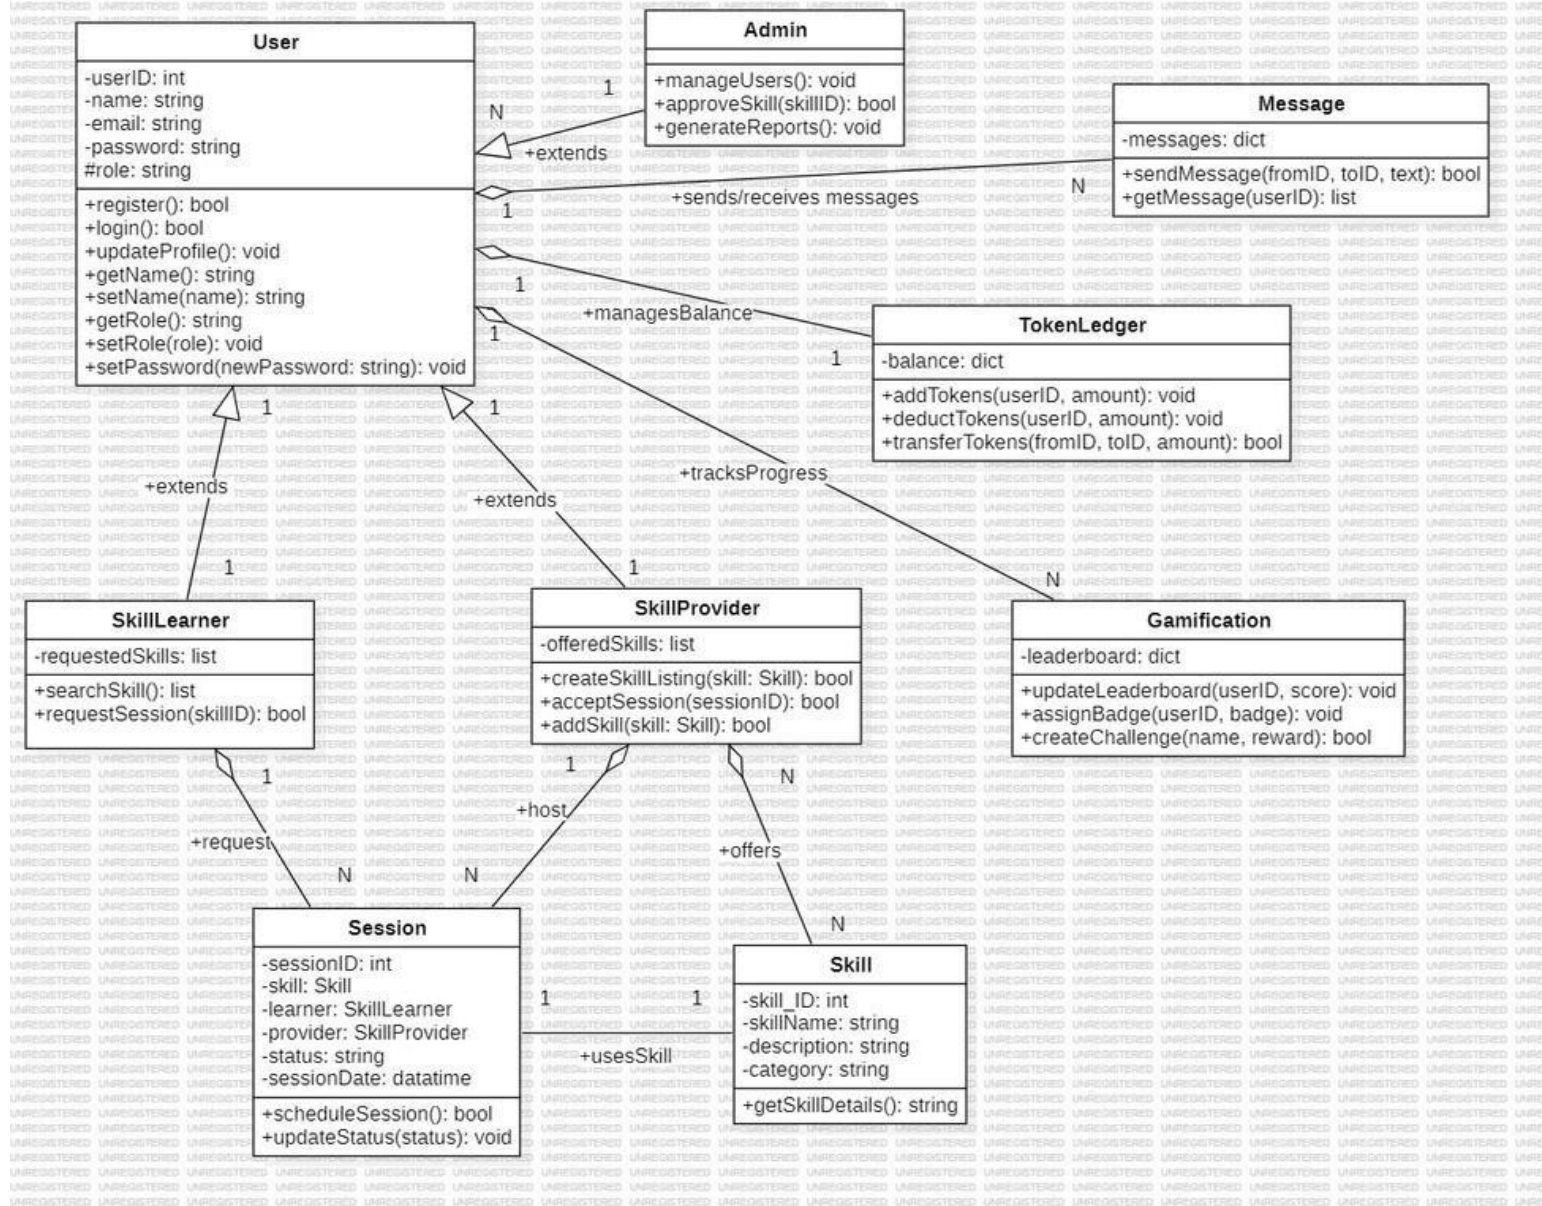 User
-userID: int
-name: string
-email: string
-password: string
#role: string
+register(): bool
+login(): bool
+updateProfile(): void
+getName(): string
+setName(name): string
+getRole(): string
+setRole(role): void
+setPassword(newPassword: string): void
Admin
+manageUsers(): void
+approveSkill(skillID): bool
+generateReports(): void
1
N
+extends
Message
-messages: dict
+sendMessage(fromID, toID, text): bool
+getMessage(userID): list
+sends/receives messages
N
1
1
+managesBalance
1
TokenLedger
-balance: dict
+addTokens(userID, amount): void
+deductTokens(userID, amount): void
+transferTokens(fromID, toID, amount): bool
1
+tracksProgress
N
1
+extends
1
1
+extends
1
SkillLearner
-requestedSkills: list
+searchSkill(): list
+requestSession(skillID): bool
SkillProvider
-offeredSkills: list
+createSkillListing(skill: Skill): bool
+acceptSession(sessionID): bool
+addSkill(skill: Skill): bool
Gamification
-leaderboard: dict
+updateLeaderboard(userID, score): void
+assignBadge(userID, badge): void
+createChallenge(name, reward): bool
1
+request
N
1
+host
N
N
+offers
N
Session
-sessionID: int
-skill: Skill
-learner: SkillLearner
-provider: SkillProvider
-status: string
-sessionDate: datatime
+scheduleSession(): bool
+updateStatus(status): void
1
1
+usesSkill
Skill
-skill_ID: int
-skillName: string
-description: string
-category: string
+getSkillDetails(): string
UNREGISTERED